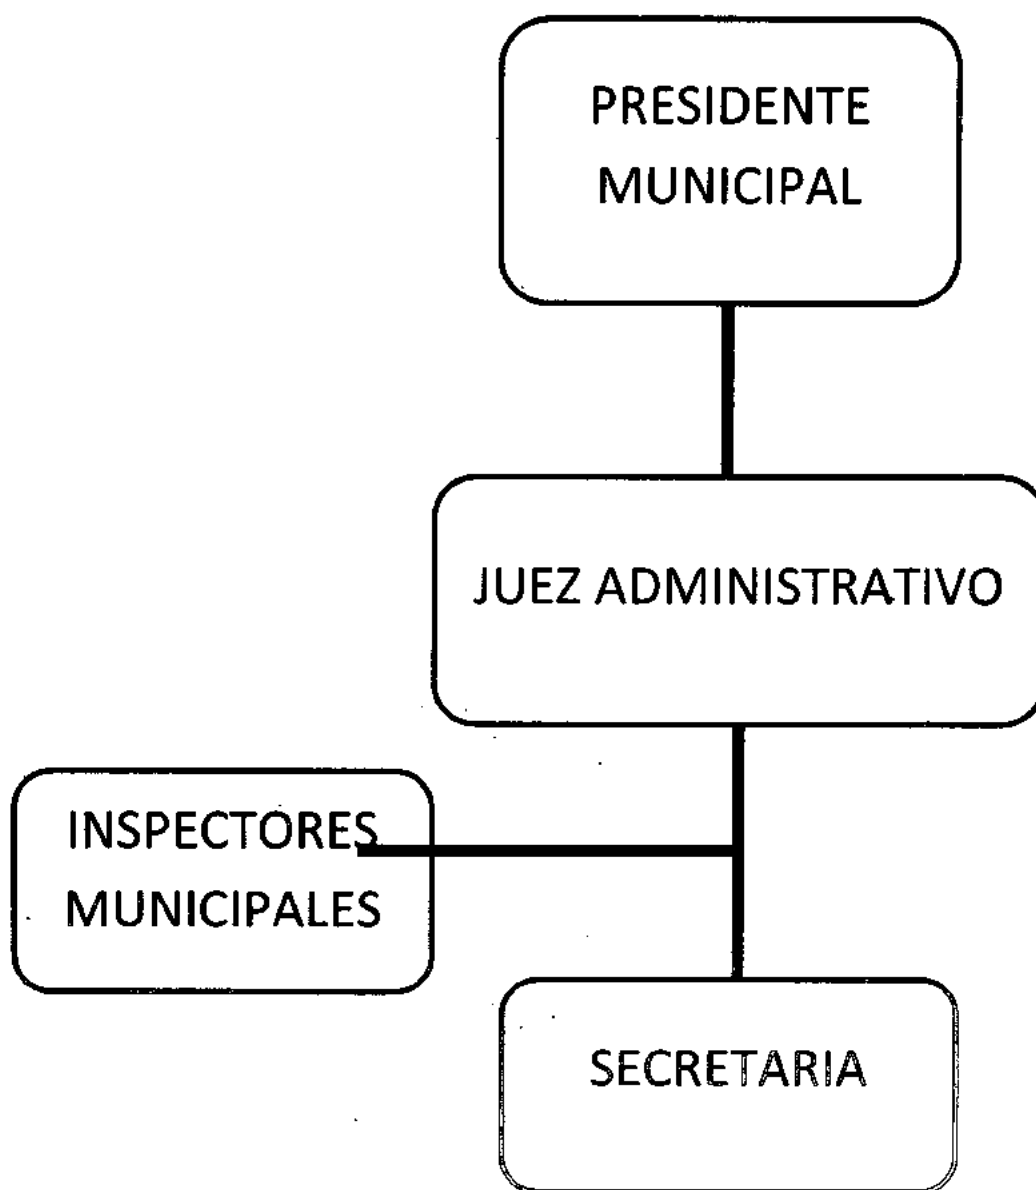 PRESIDENTE
MUNICIPAL
JUEZ ADMINISTRATIVO
INSPECTORES
MUNICIPALES
SECRETARIA